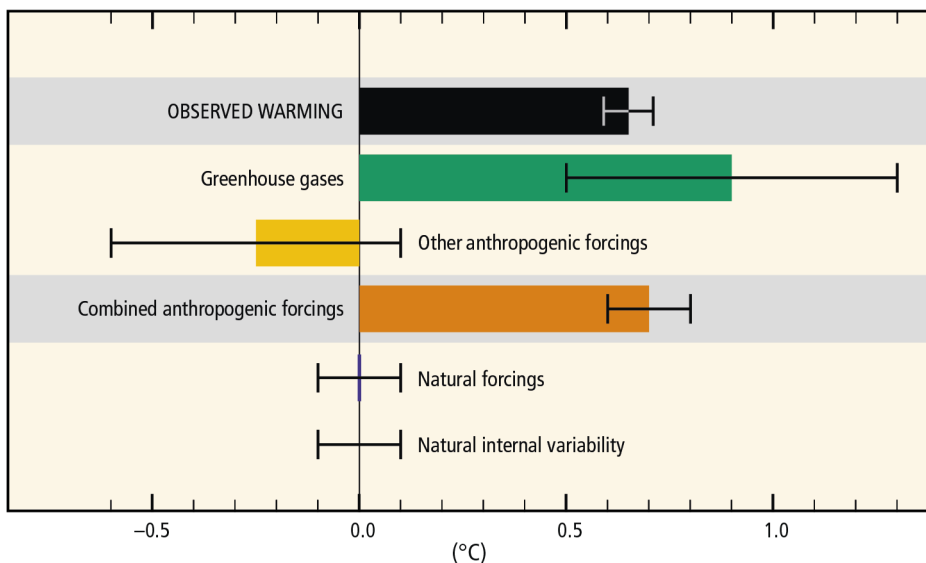 OBSERVED WARMING
Greenhouse gases
Other anthropogenic forcings
Combined anthropogenic forcings
Natural forcings
Natural internal variability
−0.5 0.0 0.5 1.0
(°C)